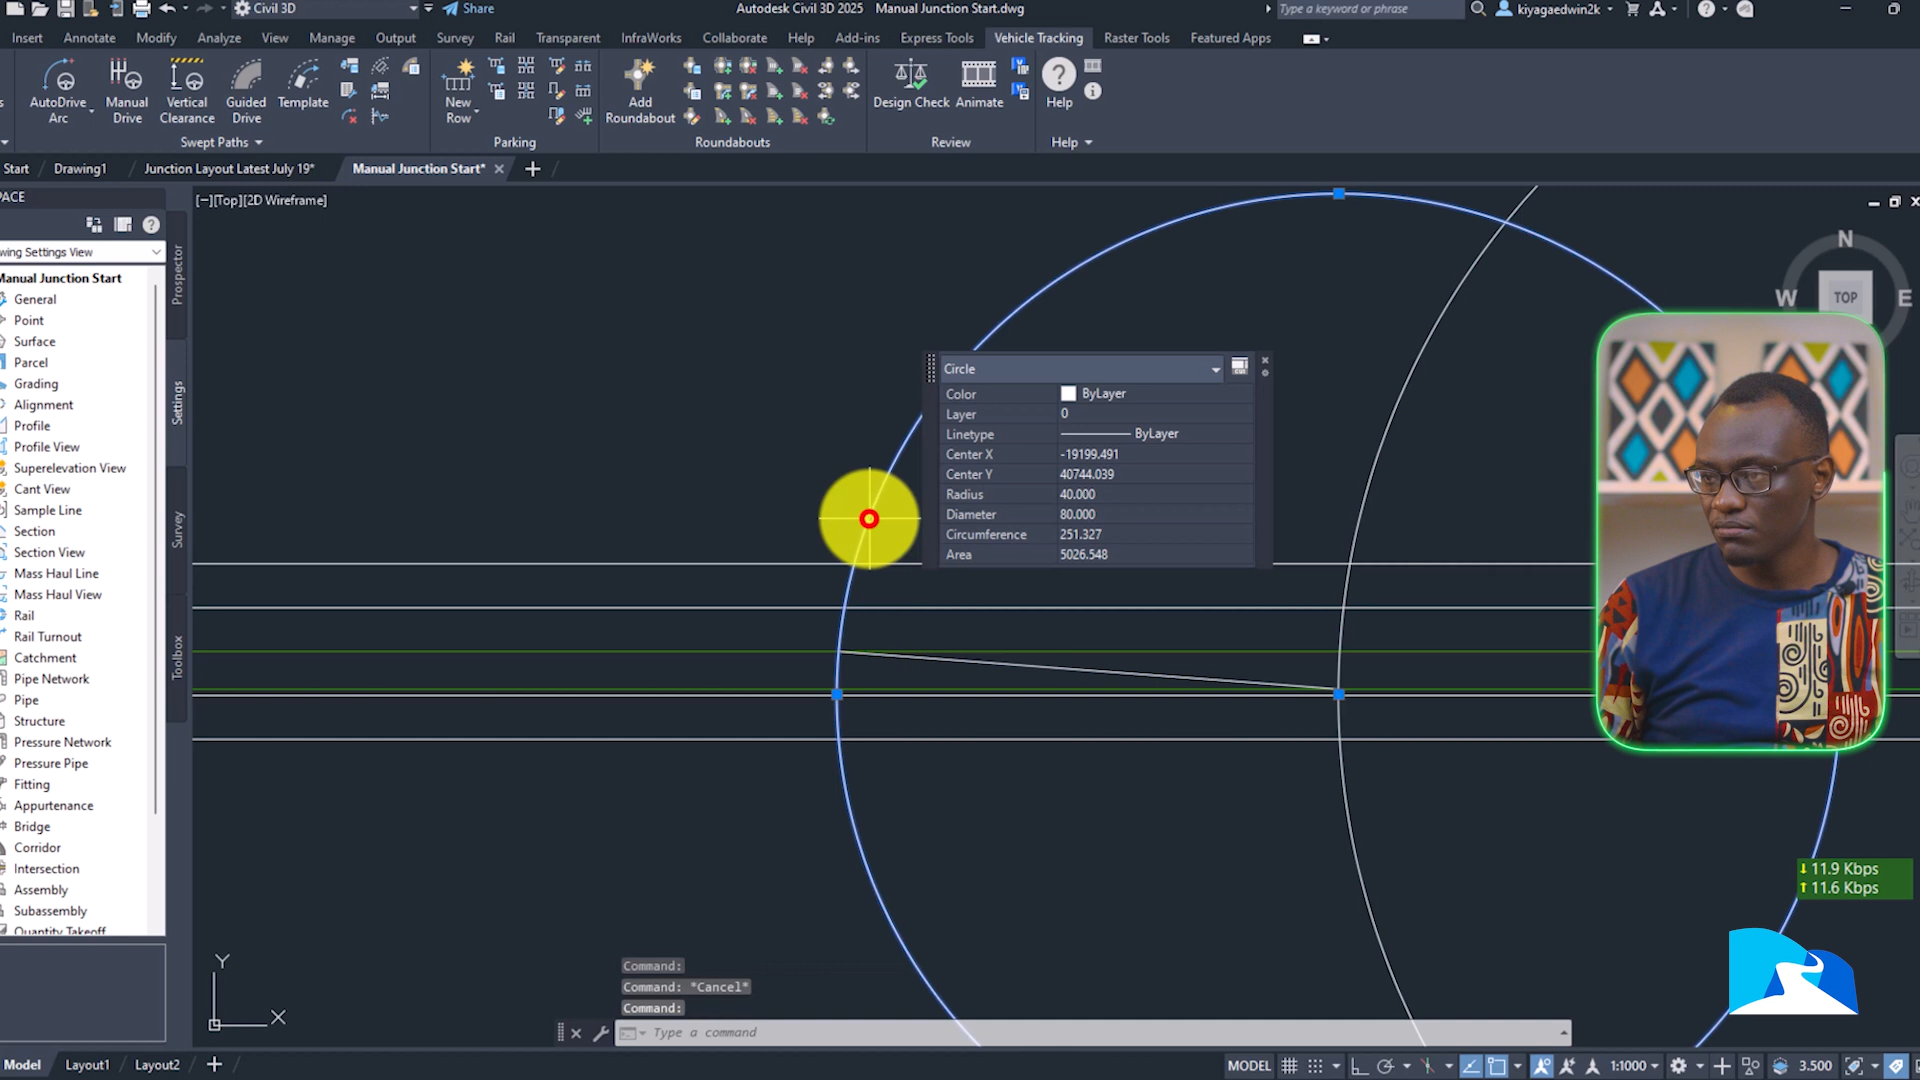 Civil 3D
Share
Autodesk Civil 3D 2025 Manual Junction Start.dwg
Type a keyword or phrase
kiyagaedwin2k
Insert Annotate Modify Analyze View Manage Output Survey Rail Transparent InfraWorks Collaborate Help Add-ins Express Tools Vehicle Tracking Raster Tools Featured Apps
AutoDrive Arc
Manual Drive
Vertical Clearance
Guided Drive
Template
New Row
Add Roundabout
Design Check
Animate
Help
Swept Paths
Parking
Roundabouts
Review
Help
Start
Drawing1
Junction Layout Latest July 19*
Manual Junction Start*
PACE
[−][Top][2D Wireframe]
wing Settings View
Manual Junction Start
General
Point
Surface
Parcel
Grading
Alignment
Profile
Profile View
Superelevation View
Cant View
Sample Line
Section
Section View
Mass Haul Line
Mass Haul View
Rail
Rail Turnout
Catchment
Pipe Network
Pipe
Structure
Pressure Network
Pressure Pipe
Fitting
Appurtenance
Bridge
Corridor
Intersection
Assembly
Subassembly
Quantity Takeoff
Prospector
Settings
Survey
Toolbox
N
W
TOP
E
Circle
Color ByLayer
Layer 0
Linetype ByLayer
Center X -19199.491
Center Y 40744.039
Radius 40.000
Diameter 80.000
Circumference 251.327
Area 5026.548
11.9 Kbps
11.6 Kbps
Y
X
Command:
Command: *Cancel*
Command:
Type a command
Model
Layout1
Layout2
MODEL
1:1000
3.500